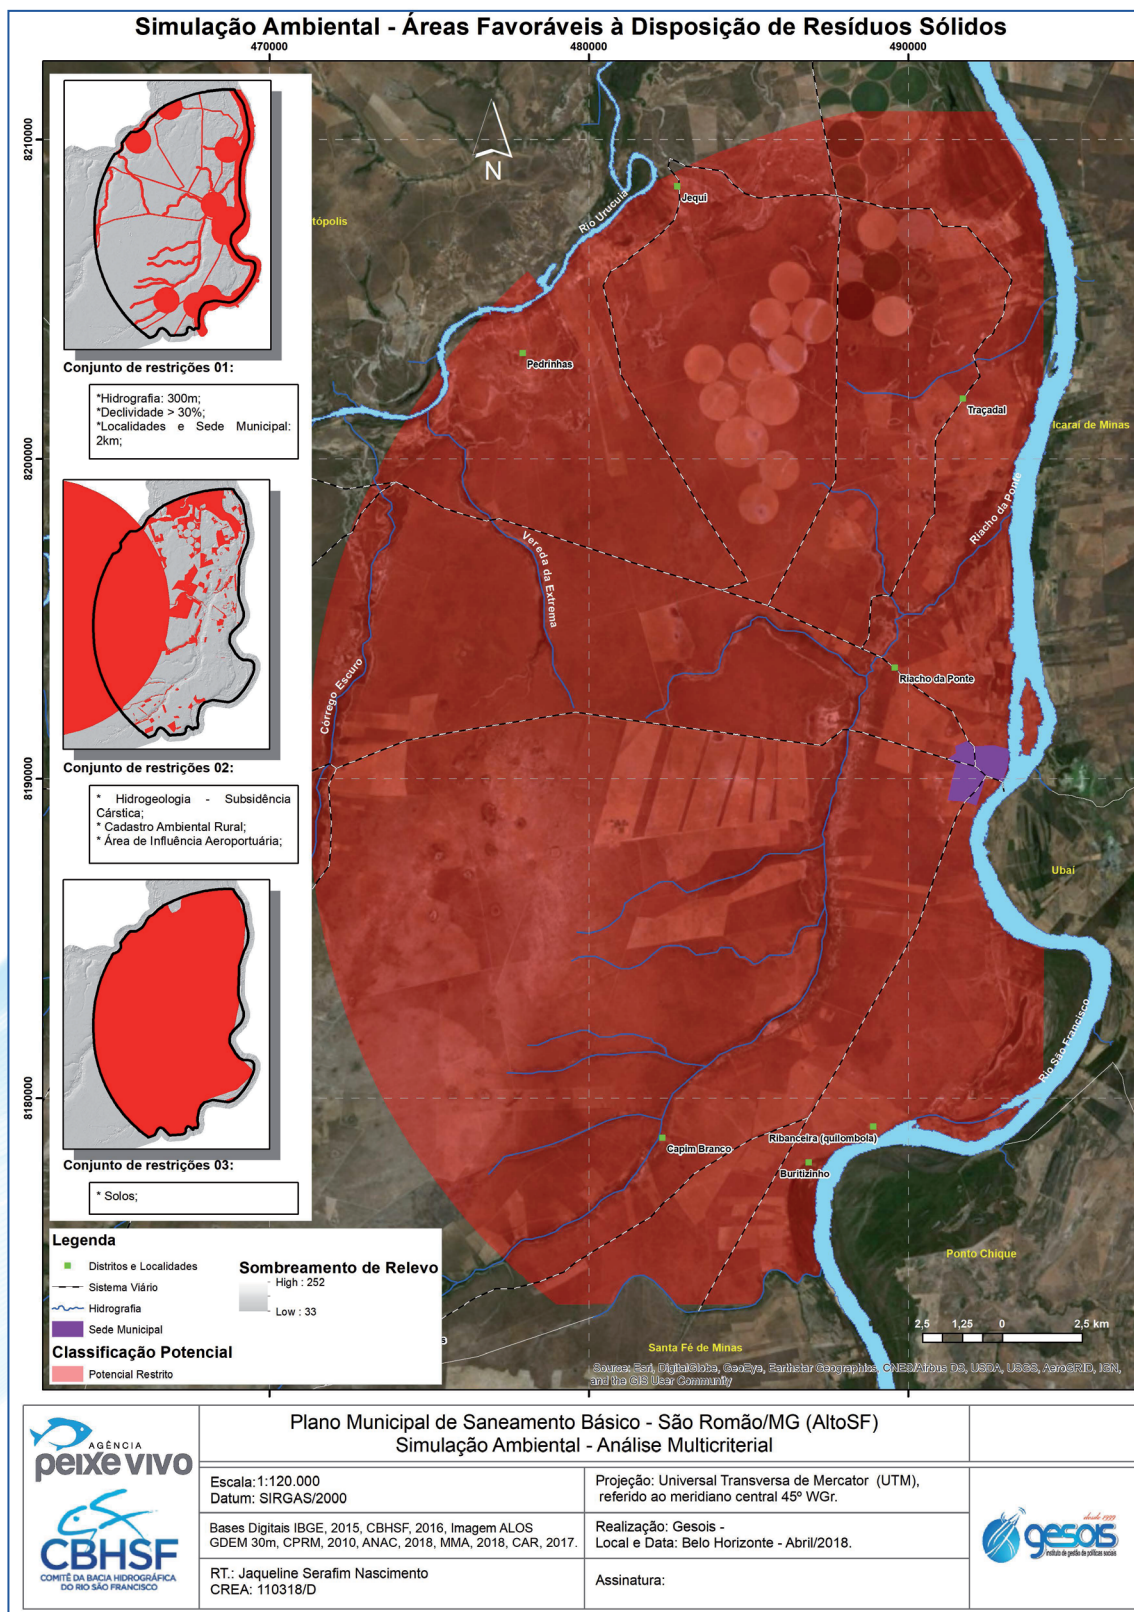 Simulação Ambiental - Áreas Favoráveis à Disposição de Resíduos Sólidos
470000
480000
490000
8210000
8200000
8190000
8180000
Conjunto de restrições 01:
*Hidrografia: 300m;
*Declividade > 30%;
*Localidades e Sede Municipal:
2km;
Conjunto de restrições 02:
* Hidrogeologia - Subsidência
Cárstica;
* Cadastro Ambiental Rural;
* Área de Influência Aeroportuária;
Conjunto de restrições 03:
* Solos;
N
tópolis
Rio Urucuia
Jequi
Pedrinhas
Traçadal
Icaraí de Minas
Riacho da Ponte
Vereda da Extrema
Córrego Escuro
Riacho da Ponte
Ubaí
Rio São Francisco
Ribanceira (quilombola)
Capim Branco
Buritizinho
Ponto Chique
Santa Fé de Minas
s
2,5 1,25 0 2,5 km
Source: Esri, DigitalGlobe, GeoEye, Earthstar Geographics, CNES/Airbus DS, USDA, USGS, AeroGRID, IGN,
and the GIS User Community
Legenda
Distritos e Localidades
Sistema Viário
Hidrografia
Sede Municipal
Classificação Potencial
Potencial Restrito
Sombreamento de Relevo
High : 252
Low : 33
AGÊNCIA
peixe vivo
CBHSF
COMITÊ DA BACIA HIDROGRÁFICA
DO RIO SÃO FRANCISCO
Plano Municipal de Saneamento Básico - São Romão/MG (AltoSF)
Simulação Ambiental - Análise Multicriterial
Escala:1:120.000
Datum: SIRGAS/2000
Projeção: Universal Transversa de Mercator (UTM),
referido ao meridiano central 45º WGr.
Bases Digitais IBGE, 2015, CBHSF, 2016, Imagem ALOS
GDEM 30m, CPRM, 2010, ANAC, 2018, MMA, 2018, CAR, 2017.
Realização: Gesois -
Local e Data: Belo Horizonte - Abril/2018.
RT.: Jaqueline Serafim Nascimento
CREA: 110318/D
Assinatura:
desde 1999
gesois
instituto de gestão de políticas sociais